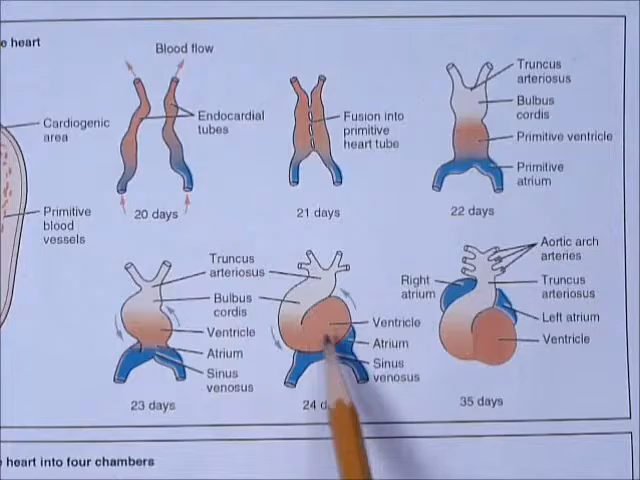 e heart
Blood flow
Cardiogenic
area
Primitive
blood
vessels
Endocardial
tubes
20 days
Fusion into
primitive
heart tube
21 days
Truncus
arteriosus
Bulbus
cordis
Primitive ventricle
Primitive
atrium
22 days
Truncus
arteriosus
Bulbus
cordis
Ventricle
Atrium
Sinus
venosus
23 days
Ventricle
Atrium
Sinus
venosus
24 d
Right
atrium
Aortic arch
arteries
Truncus
arteriosus
Left atrium
Ventricle
35 days
heart into four chambers